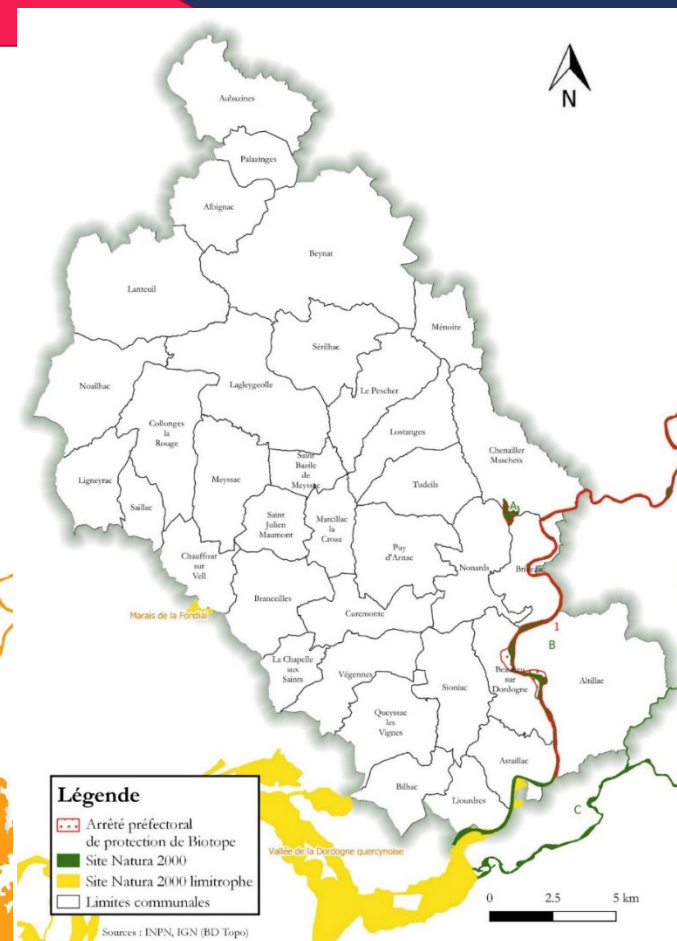 N
Aubazines
Palazinges
Albignac
Beynat
Lanteuil
Ménoire
Sérilhac
Noailhac
Lagleygeolle
Le Pescher
Collonges
la
Rouge
Lostanges
Chenailler
Mascheix
Saint
Bazile
de
Meyssac
Ligneyrac
Meyssac
Tudeils
Saillac
A
Saint
Julien
Maumont
Marcillac
la
Croze
Puy
d'Arnac
Chauffour
sur
Vell
Nonards
Branceilles
Marais de la Fondial
Curemonte
1
B
La Chapelle
aux
Saints
Végennes
Sioniac
sur
Dordogne
Altillac
Queyssac
les
Vignes
Astaillac
Bilhac
Liourdres
C
Vallée de la Dordogne quercynoise
Légende
Arrêté préfectoral
de protection de Biotope
Site Natura 2000
Site Natura 2000 limitrophe
Limites communales
0 2.5 5 km
Sources : INPN, IGN (BD Topo)